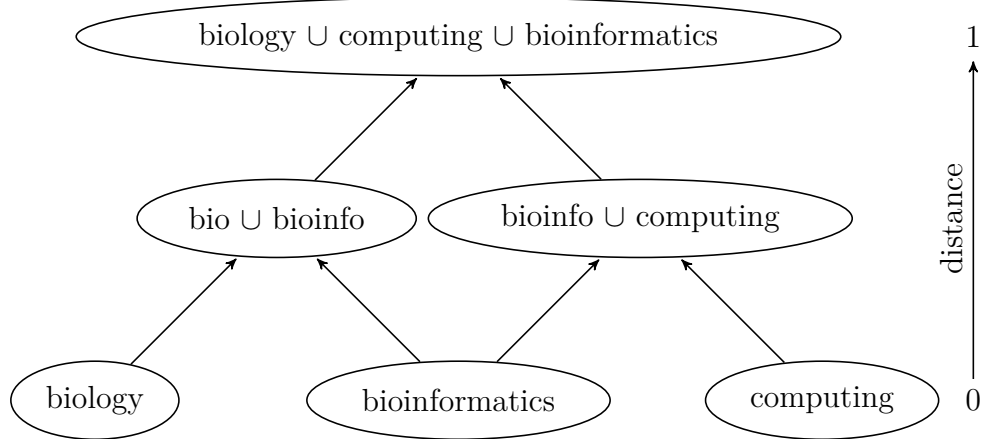 biology ∪ computing ∪ bioinformatics
1
distance
bio ∪ bioinfo
bioinfo ∪ computing
biology
bioinformatics
computing
0